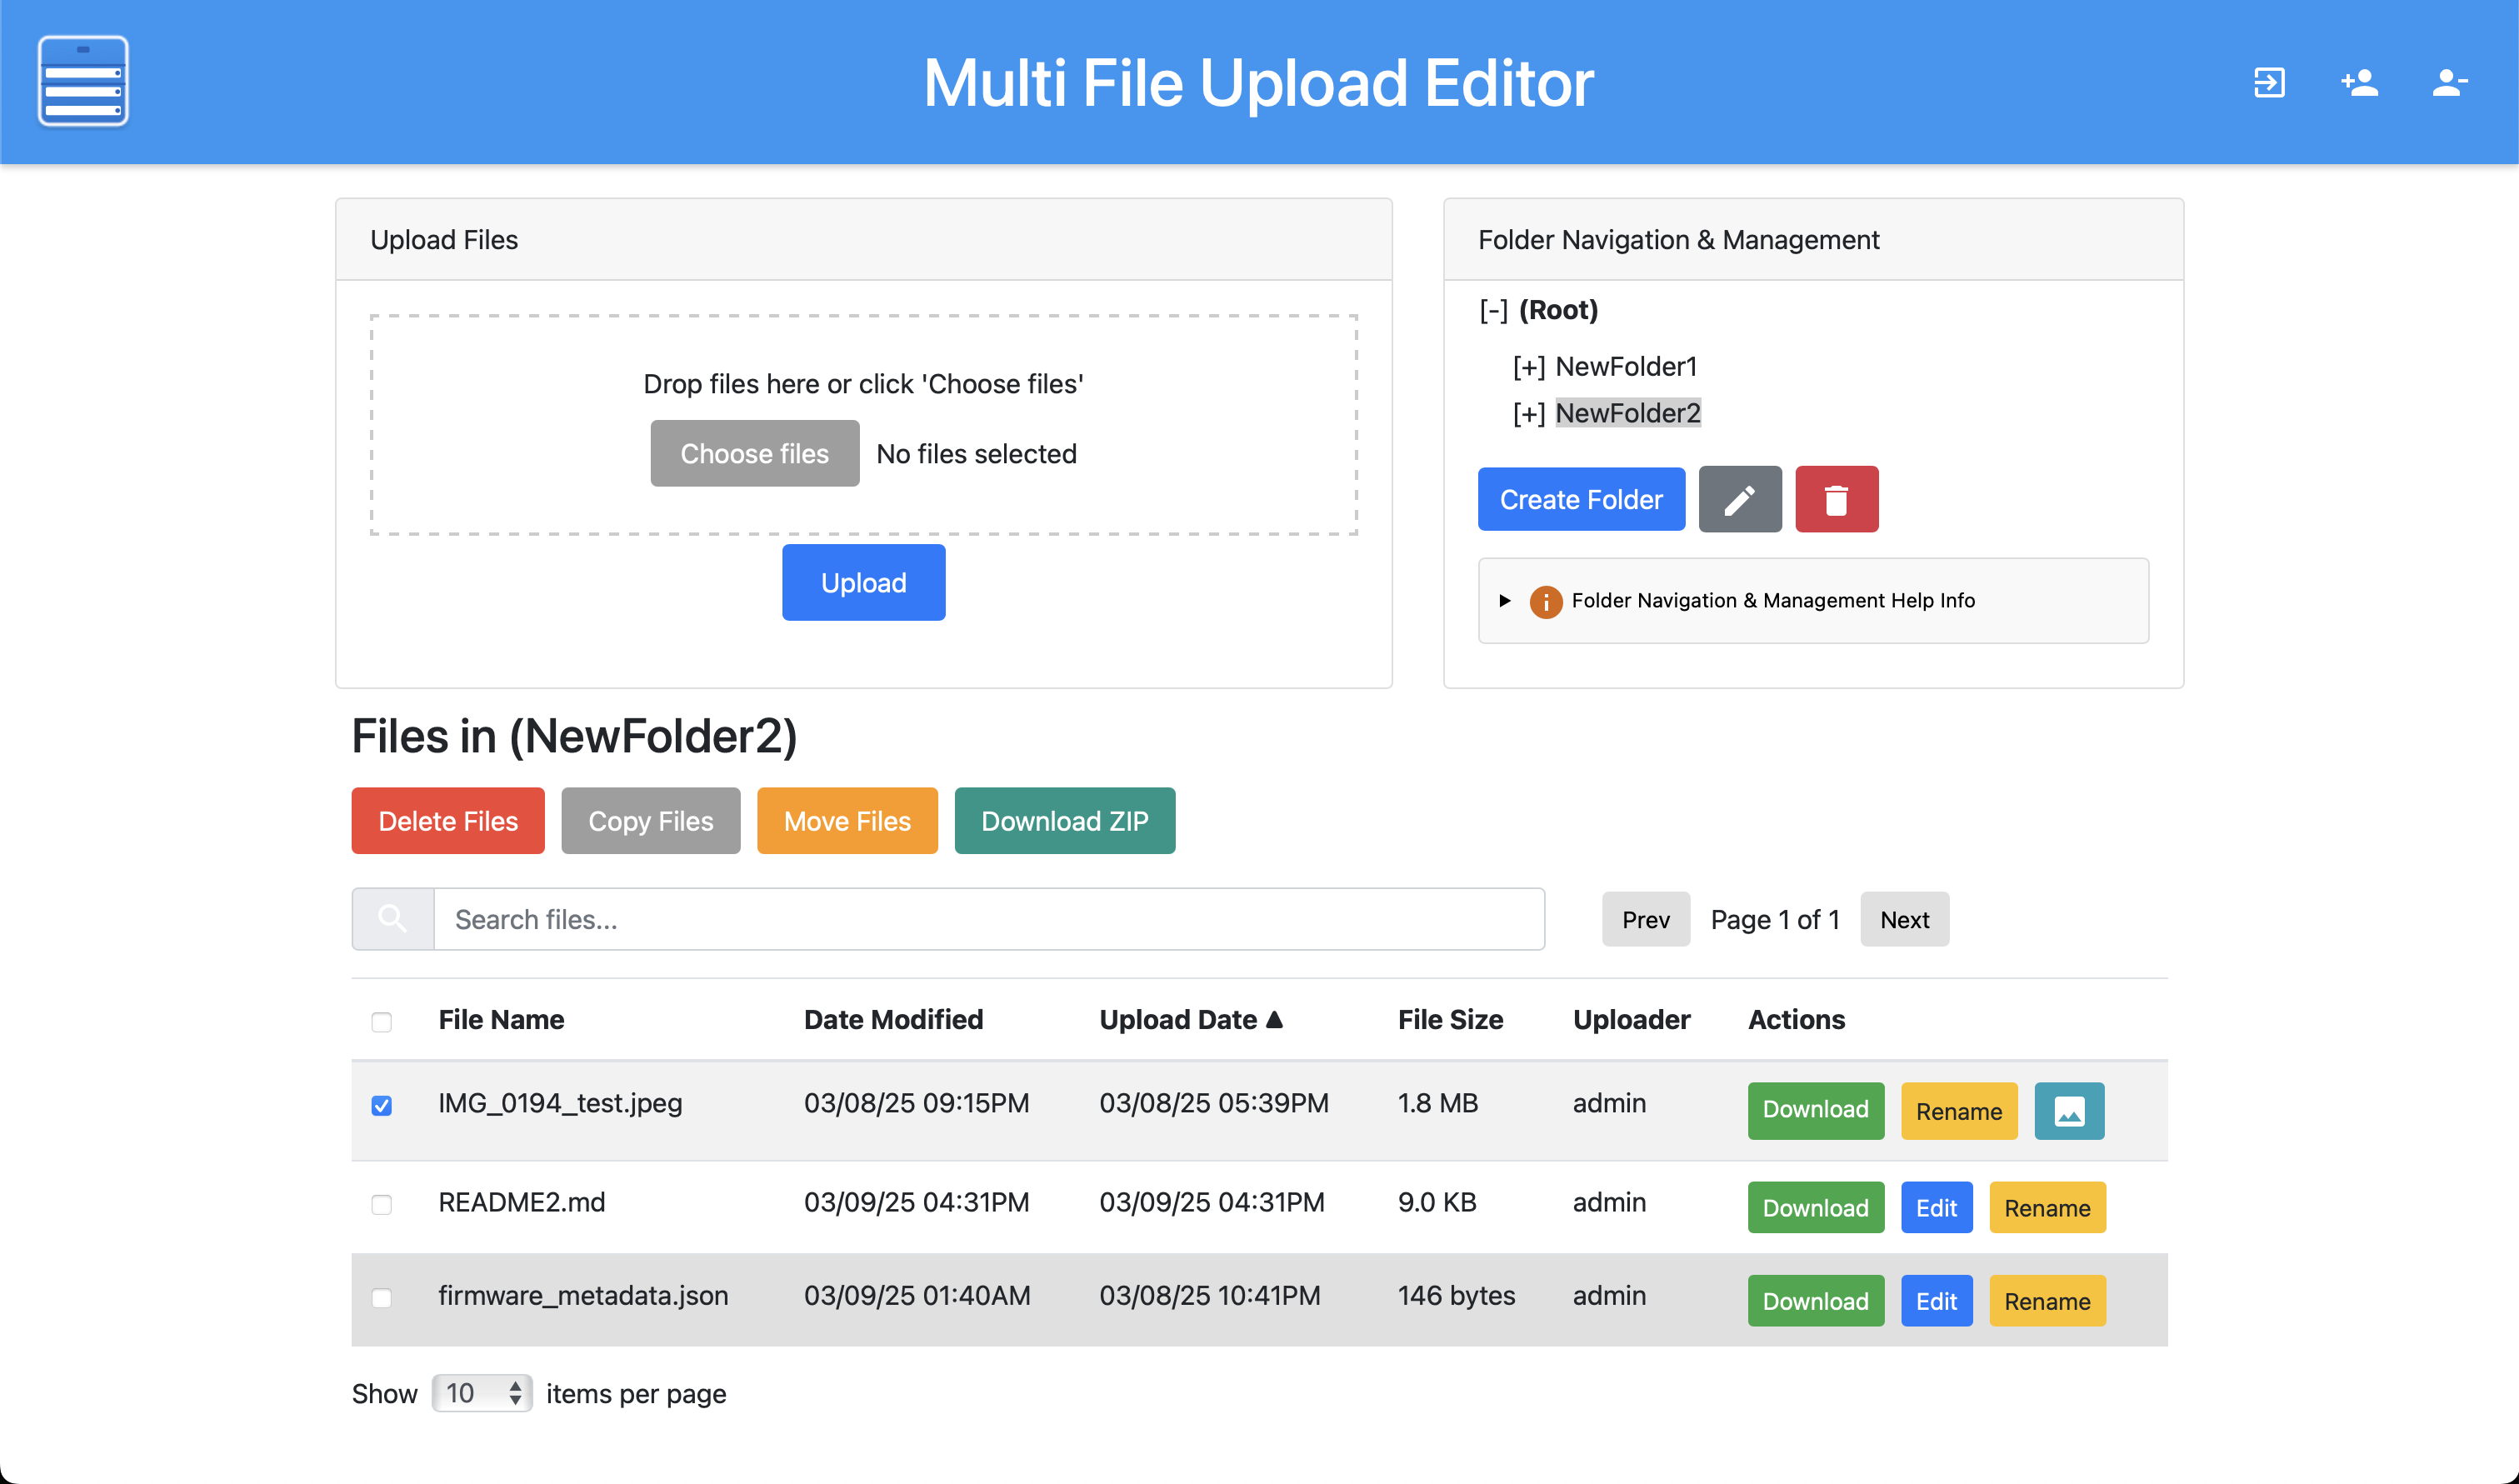 Multi File Upload Editor
Upload Files
Drop files here or click 'Choose files'
Choose files No files selected
Upload
Folder Navigation & Management
[-] (Root)
[+] NewFolder1
[+] NewFolder2
Create Folder
Folder Navigation & Management Help Info
Files in (NewFolder2)
Delete Files Copy Files Move Files Download ZIP
Search files... Prev Page 1 of 1 Next
File Name Date Modified Upload Date ▲ File Size Uploader Actions
IMG_0194_test.jpeg 03/08/25 09:15PM 03/08/25 05:39PM 1.8 MB admin Download Rename
README2.md 03/09/25 04:31PM 03/09/25 04:31PM 9.0 KB admin Download Edit Rename
firmware_metadata.json 03/09/25 01:40AM 03/08/25 10:41PM 146 bytes admin Download Edit Rename
Show 10 items per page